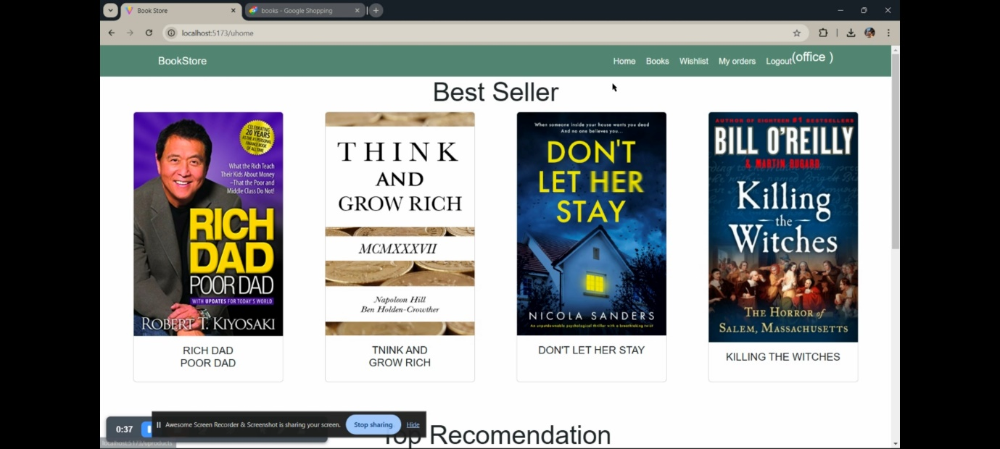 Book Store
books - Google Shopping
localhost:5173/uhome
BookStore
Home Books Wishlist My orders Logout(office )
Best Seller
CELEBRATING
20 YEARS
AS THE #1 PERSONAL
FINANCE BOOK
OF ALL TIME
What the Rich Teach
Their Kids About Money
–That the Poor and
Middle Class Do Not!
RICH
DAD
POOR DAD
WITH UPDATES FOR TODAY'S WORLD
ROBERT T. KIYOSAKI
RICH DAD
POOR DAD
THINK
AND
GROW RICH
MCMXXXVII
Napoleon Hill
Ben Holden-Crowther
TNINK AND
GROW RICH
When someone inside your house wants you dead
And no one believes you...
DON'T
LET HER
STAY
NICOLA SANDERS
An unputdownable psychological thriller with a breathtaking twist
DON'T LET HER STAY
AUTHOR OF EIGHTEEN #1 BESTSELLERS
BILL O'REILLY
& MARTIN DUGARD
Killing
the
Witches
THE HORROR of
SALEM, MASSACHUSETTS
KILLING THE WITCHES
Top Recomendation
0:37
Awesome Screen Recorder & Screenshot is sharing your screen.
Stop sharing
Hide
localhost:5173/uproducts